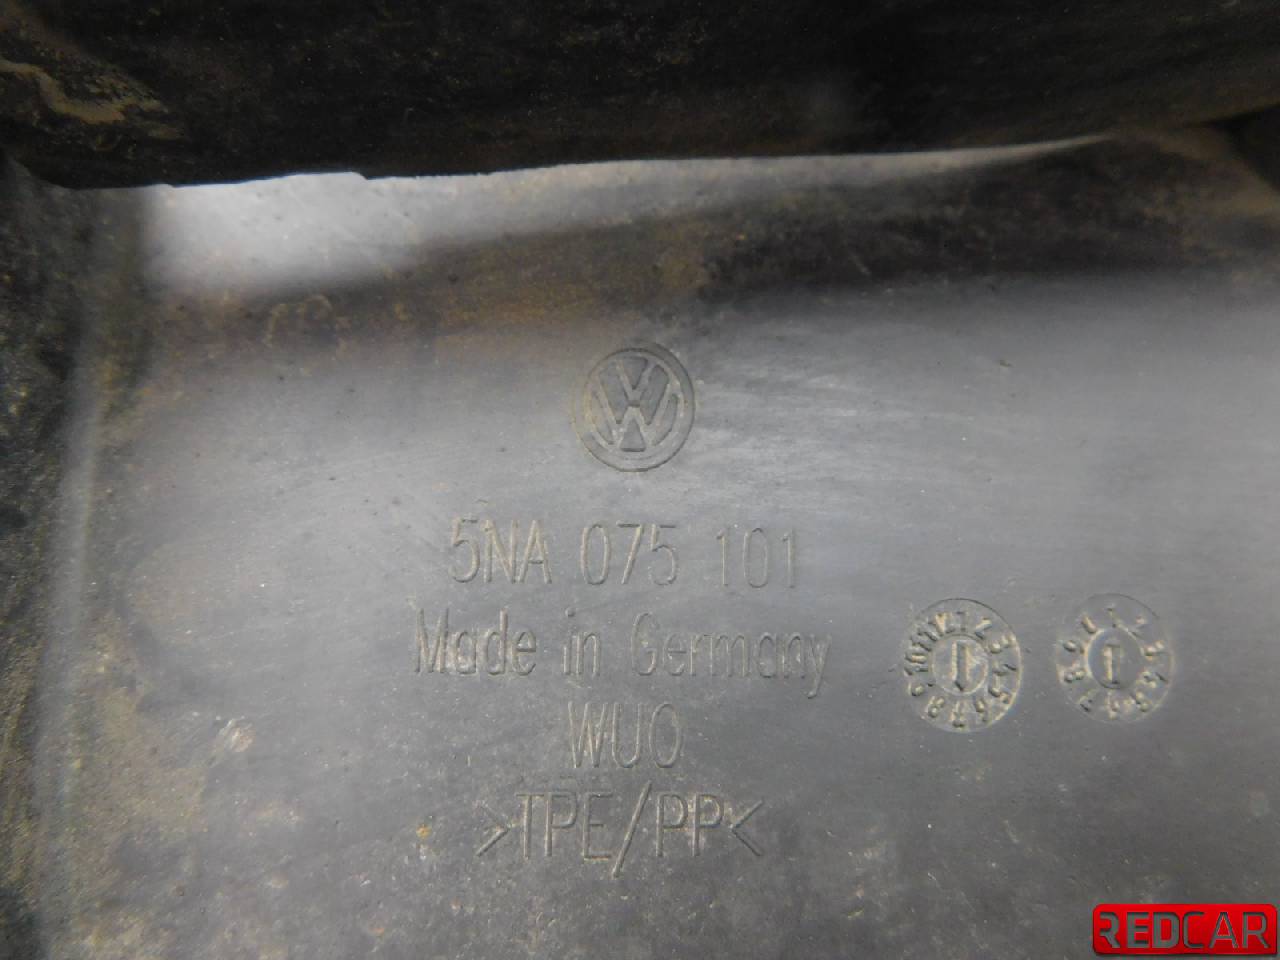 5NA 075 101
Made in Germany
WUO
>TPE/PP<
REDCAR